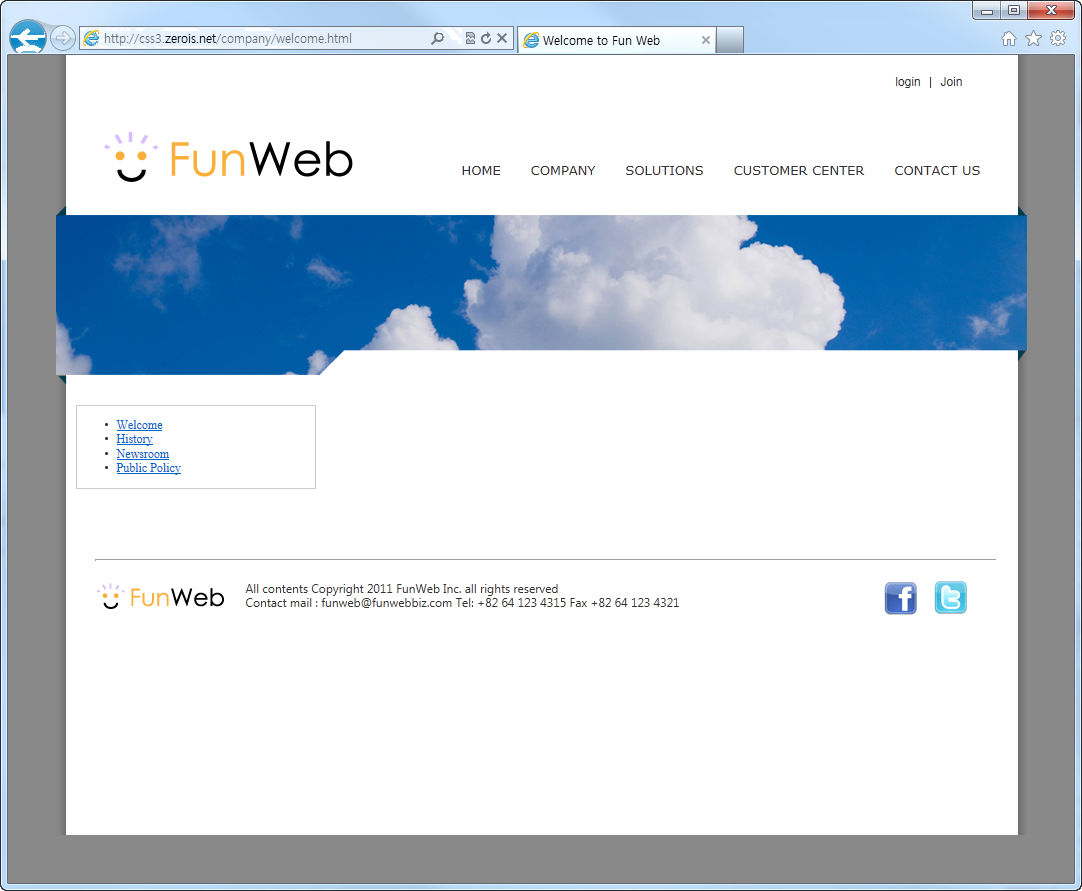 http://css3.zerois.net/company/welcome.html
Welcome to Fun Web
login | Join
FunWeb
HOME COMPANY SOLUTIONS CUSTOMER CENTER CONTACT US
• Welcome
• History
• Newsroom
• Public Policy
FunWeb
All contents Copyright 2011 FunWeb Inc. all rights reserved
Contact mail : funweb@funwebbiz.com Tel: +82 64 123 4315 Fax +82 64 123 4321